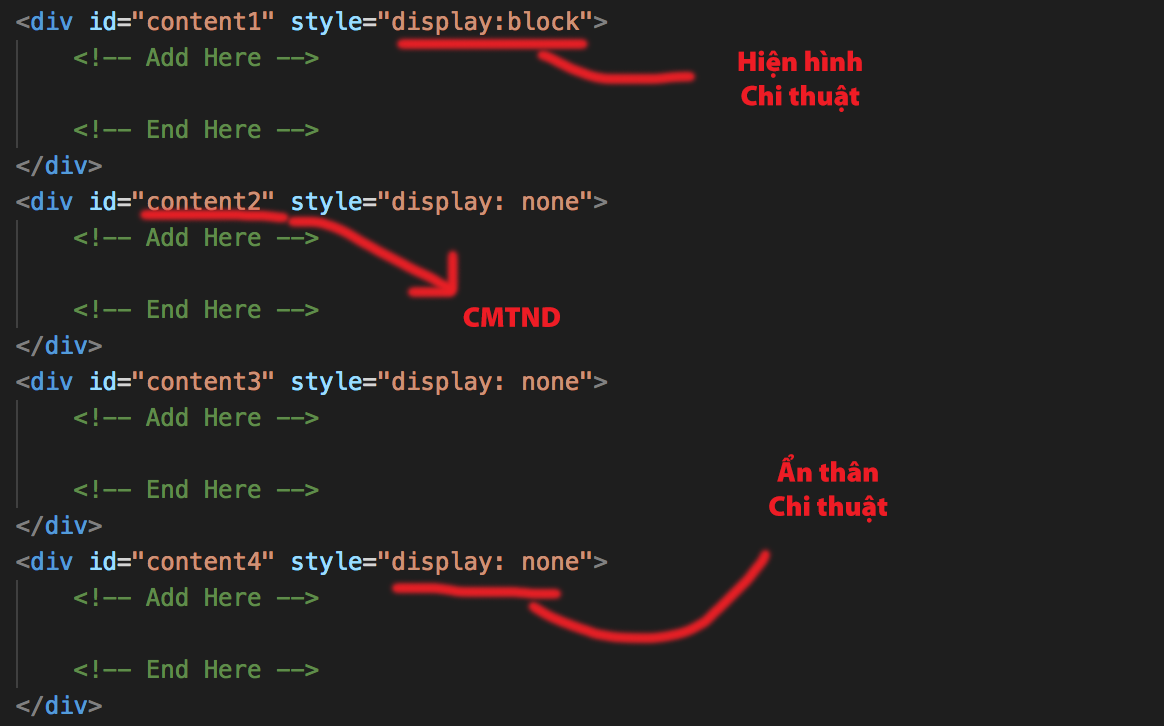 <div id="content1" style="display:block">
<!-- Add Here -->
Hiện hình
Chi thuật
<!-- End Here -->
</div>
<div id="content2" style="display: none">
<!-- Add Here -->
<!-- End Here -->
CMTND
</div>
<div id="content3" style="display: none">
<!-- Add Here -->
Ẩn thân
Chi thuật
<!-- End Here -->
</div>
<div id="content4" style="display: none">
<!-- Add Here -->
<!-- End Here -->
</div>